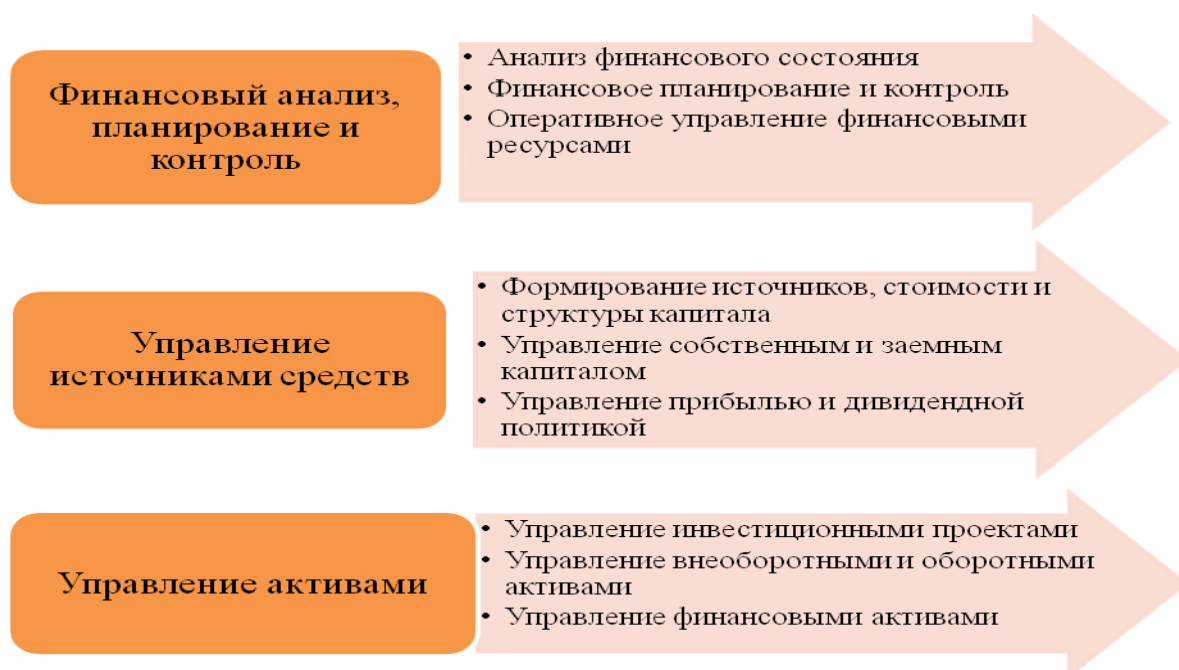 Финансовый анализ,
планирование и
контроль
• Анализ финансового состояния
• Финансовое планирование и контроль
• Оперативное управление финансовыми
ресурсами
Управление
источниками средств
• Формирование источников, стоимости и
структуры капитала
• Управление собственным и заемным
капиталом
• Управление прибылью и дивидендной
политикой
Управление активами
• Управление инвестиционными проектами
• Управление внеоборотными и оборотными
активами
• Управление финансовыми активами